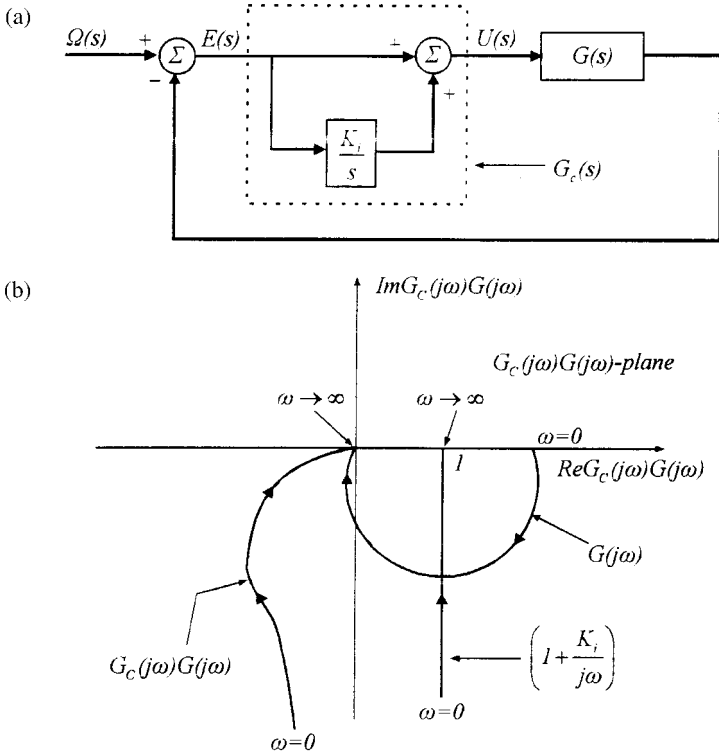 (a)
Ω(s) + Σ E(s) + Σ U(s) G(s)
−
+
K_i
s
G_c(s)
(b)
ImG_C(jω)G(jω)
G_C(jω)G(jω)-plane
ω → ∞ ω → ∞
ω=0
1 ReG_C(jω)G(jω)
G(jω)
G_C(jω)G(jω)
(1 + K_i/jω)
ω=0
ω=0